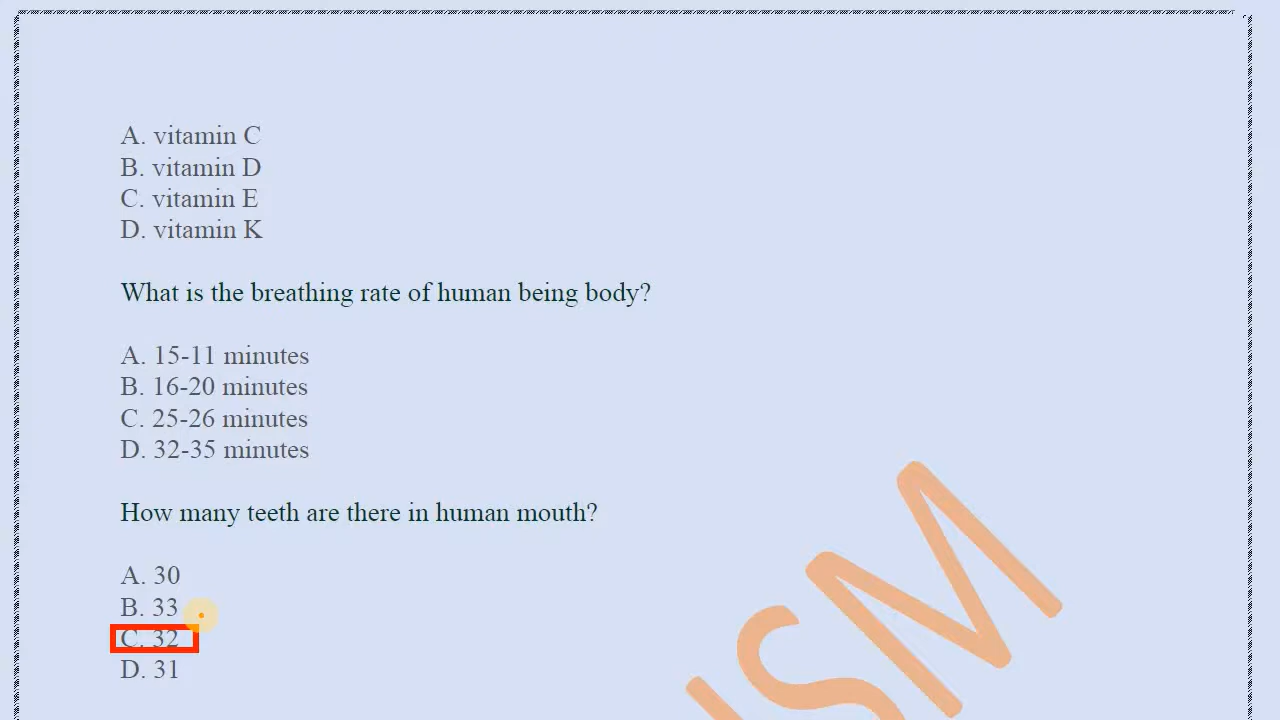 A. vitamin C
B. vitamin D
C. vitamin E
D. vitamin K
What is the breathing rate of human being body?
A. 15-11 minutes
B. 16-20 minutes
C. 25-26 minutes
D. 32-35 minutes
How many teeth are there in human mouth?
A. 30
B. 33
C. 32
D. 31